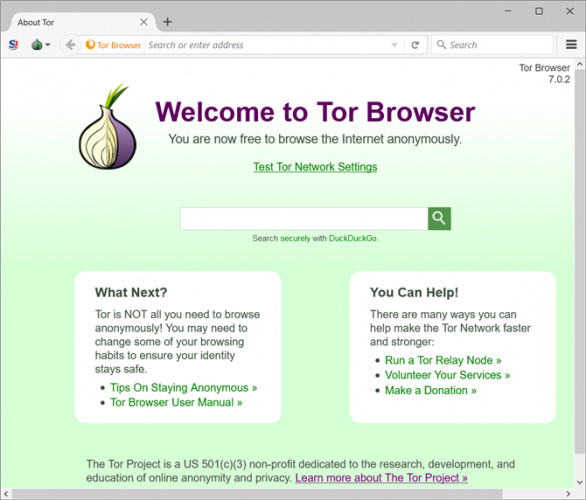 About Tor
S!
Tor Browser
Search or enter address
Search
Tor Browser
7.0.2
Welcome to Tor Browser
You are now free to browse the Internet anonymously.
Test Tor Network Settings
Search securely with DuckDuckGo.
What Next?
Tor is NOT all you need to browse
anonymously! You may need to
change some of your browsing
habits to ensure your identity
stays safe.
Tips On Staying Anonymous »
Tor Browser User Manual »
You Can Help!
There are many ways you can
help make the Tor Network faster
and stronger:
Run a Tor Relay Node »
Volunteer Your Services »
Make a Donation »
The Tor Project is a US 501(c)(3) non-profit dedicated to the research, development, and
education of online anonymity and privacy. Learn more about The Tor Project »